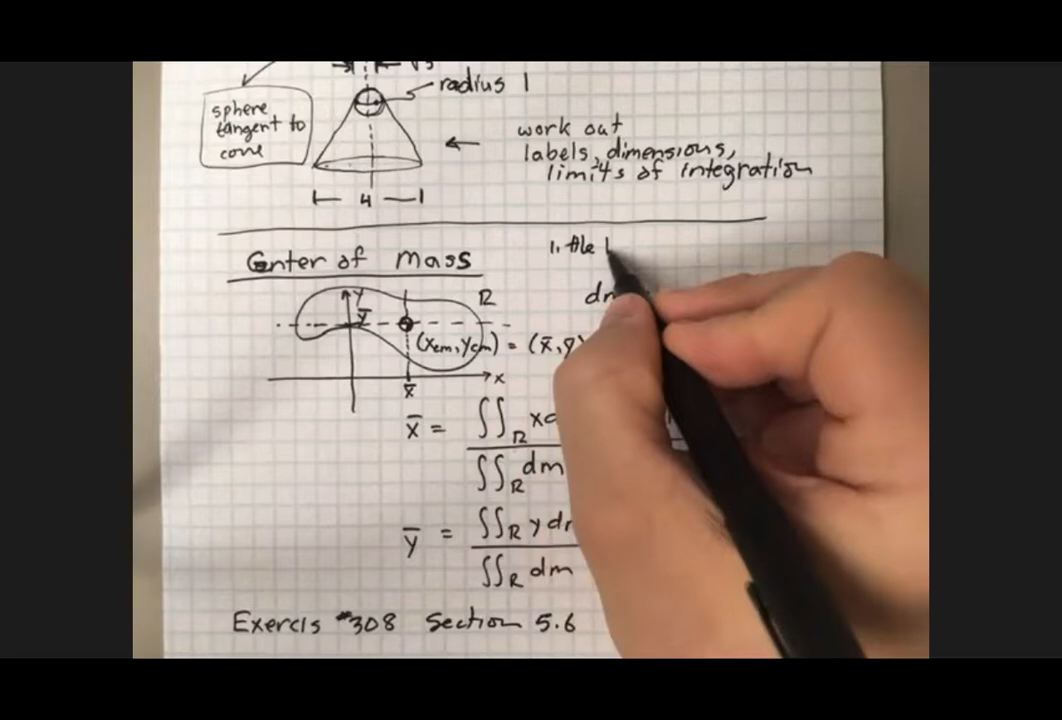 radius 1
sphere
tangent to
cone
work out
labels, dimensions,
limits of integration
4
Center of mass
y
R
ȳ
(xcm, ycm) = (x̄, ȳ)
x
x̄
x̄ = ∬R x
∬R dm
ȳ = ∬R y d
∬R dm
Exercis #308 Section 5.6